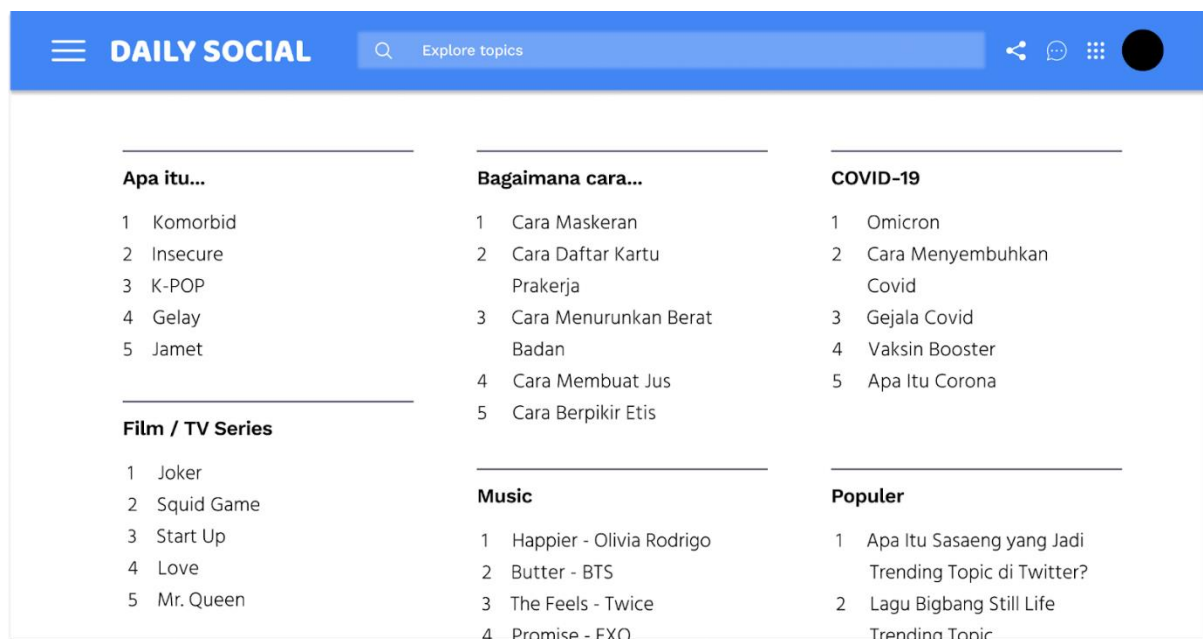 DAILY SOCIAL
Explore topics
Apa itu...
1 Komorbid
2 Insecure
3 K-POP
4 Gelay
5 Jamet
Film / TV Series
1 Joker
2 Squid Game
3 Start Up
4 Love
5 Mr. Queen
Bagaimana cara...
1 Cara Maskeran
2 Cara Daftar Kartu
Prakerja
3 Cara Menurunkan Berat
Badan
4 Cara Membuat Jus
5 Cara Berpikir Etis
Music
1 Happier - Olivia Rodrigo
2 Butter - BTS
3 The Feels - Twice
4 Promise - EXO
COVID-19
1 Omicron
2 Cara Menyembuhkan
Covid
3 Gejala Covid
4 Vaksin Booster
5 Apa Itu Corona
Populer
1 Apa Itu Sasaeng yang Jadi
Trending Topic di Twitter?
2 Lagu Bigbang Still Life
Trending Topic